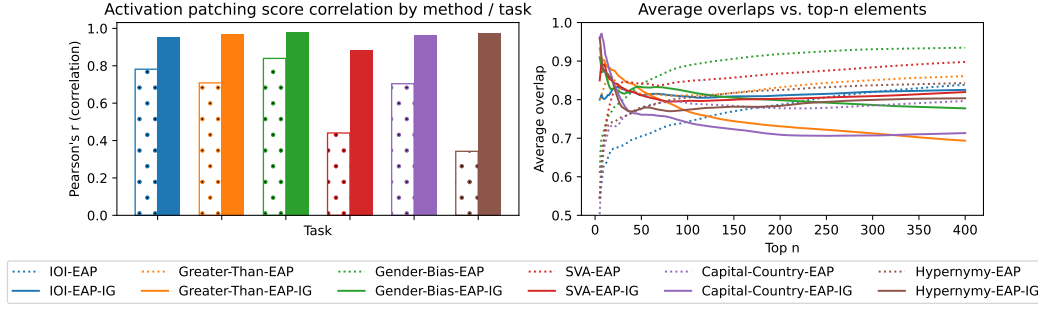 Activation patching score correlation by method / task
Pearson's r (correlation)
1.0
0.8
0.6
0.4
0.2
0.0
Task
Average overlaps vs. top-n elements
Average overlap
1.0
0.9
0.8
0.7
0.6
0.5
0 50 100 150 200 250 300 350 400
Top n
IOI-EAP Greater-Than-EAP Gender-Bias-EAP SVA-EAP Capital-Country-EAP Hypernymy-EAP
IOI-EAP-IG Greater-Than-EAP-IG Gender-Bias-EAP-IG SVA-EAP-IG Capital-Country-EAP-IG Hypernymy-EAP-IG